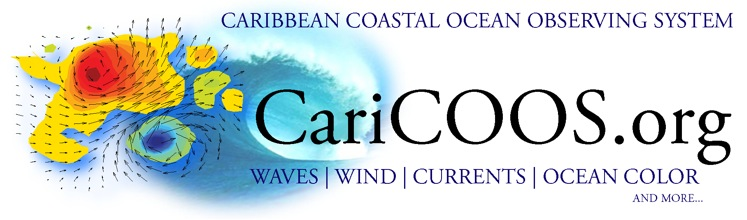 CARIBBEAN COASTAL OCEAN OBSERVING SYSTEM
CariCOOS.org
WAVES | WIND | CURRENTS | OCEAN COLOR
AND MORE...